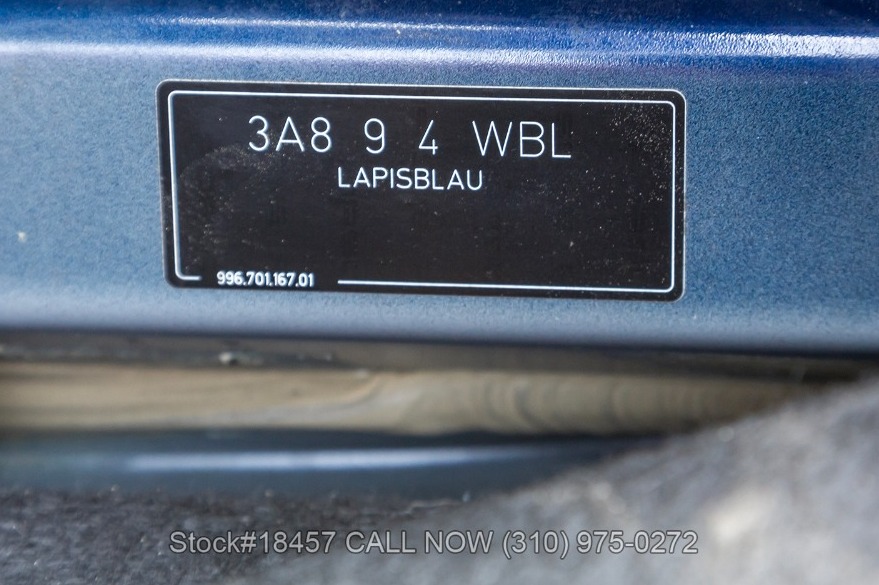 3A8 9 4 WBL
LAPISBLAU
996.701.167.01
Stock#18457 CALL NOW (310) 975-0272